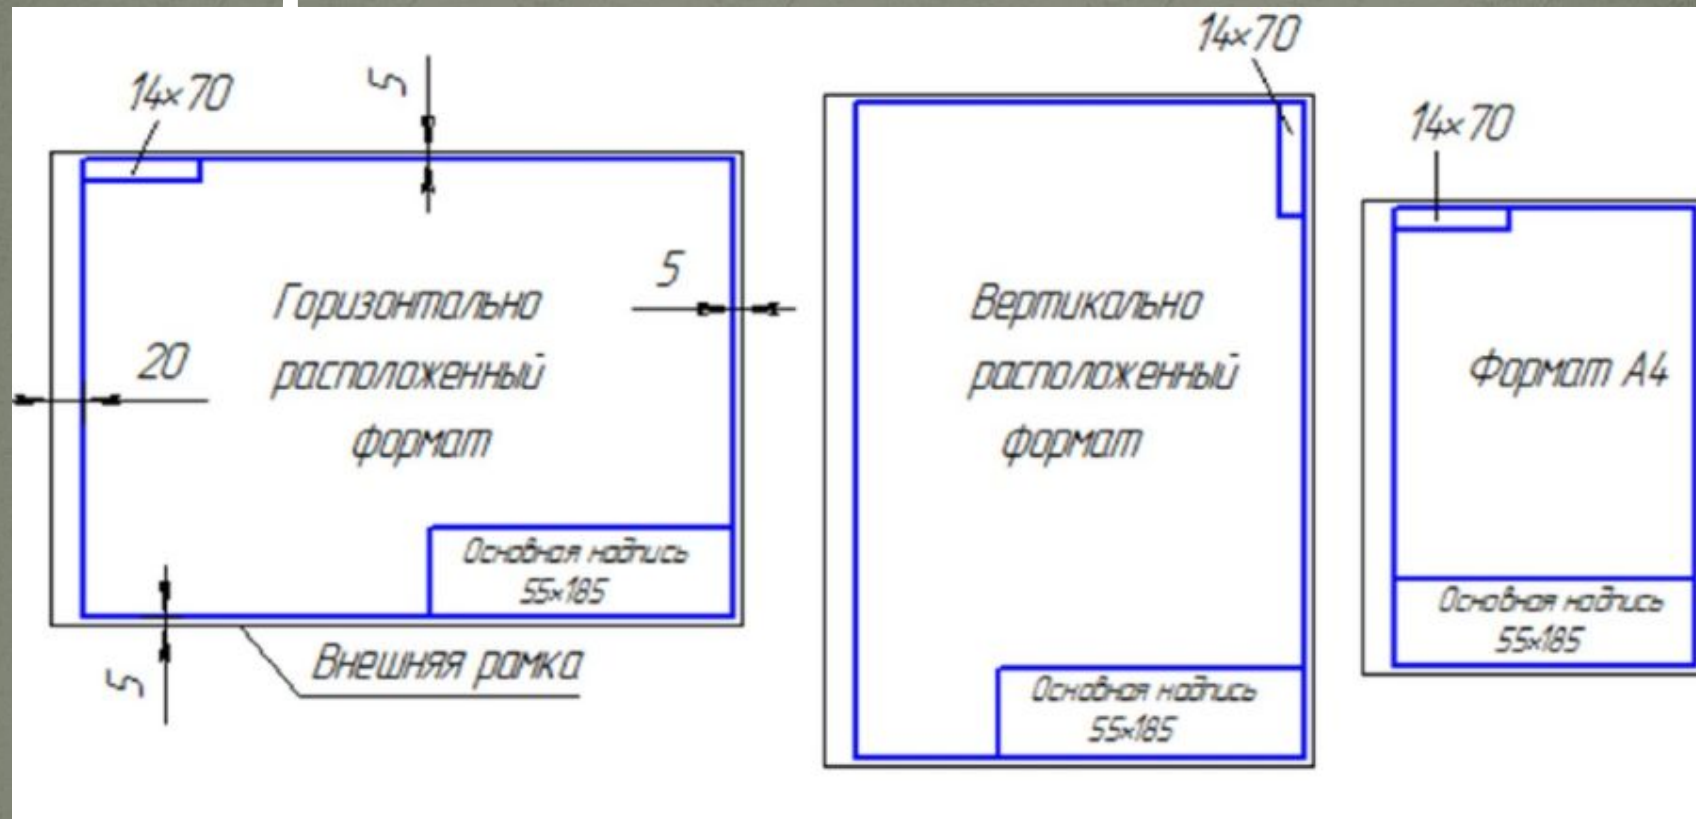 14×70
5
Горизонтально
расположенный
формат
5
20
Основная надпись
55×185
5
Внешняя рамка
14×70
Вертикально
расположенный
формат
Основная надпись
55×185
14×70
Формат А4
Основная надпись
55×185